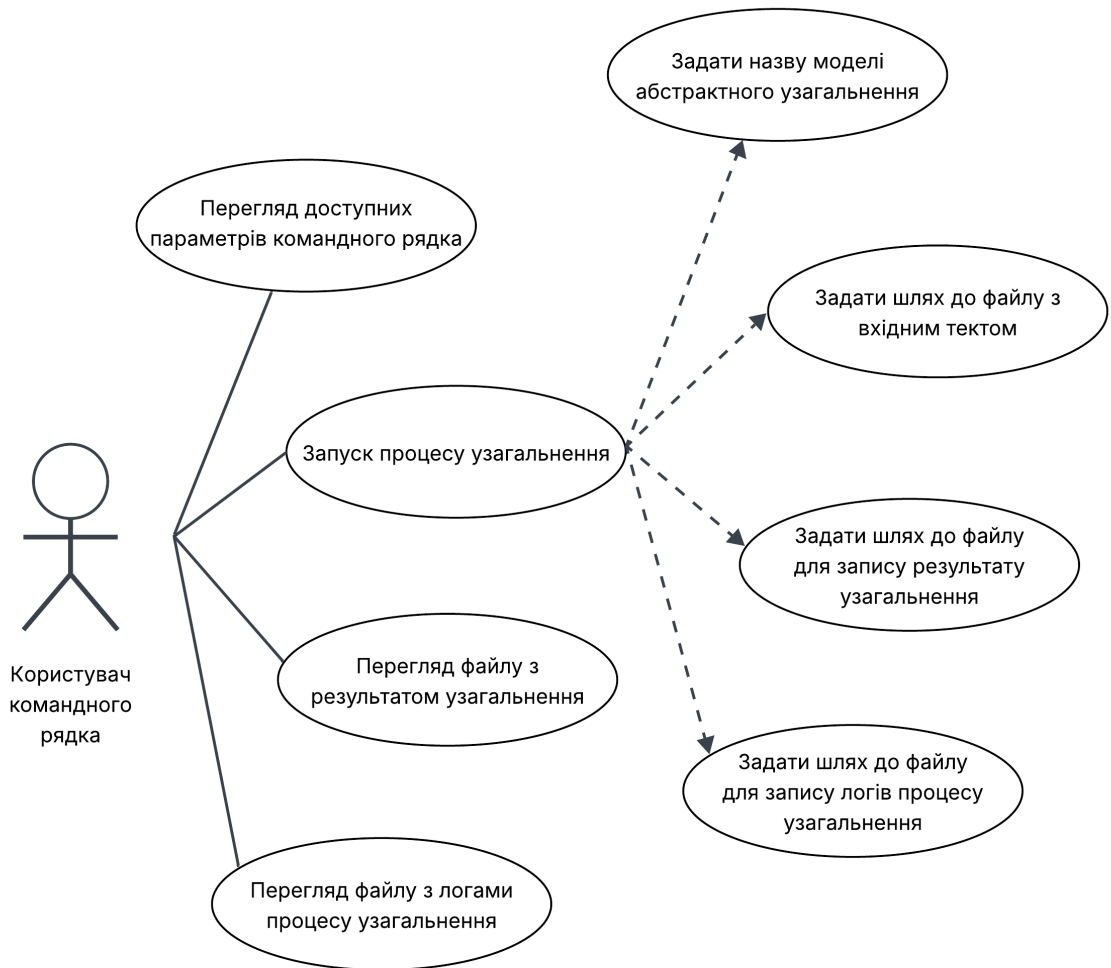 Задати назву моделі
абстрактного узагальнення
Перегляд доступних
параметрів командного рядка
Задати шлях до файлу з
вхідним тектом
Запуск процесу узагальнення
Задати шлях до файлу
для запису результату
узагальнення
Користувач
командного
рядка
Перегляд файлу з
результатом узагальнення
Задати шлях до файлу
для запису логів процесу
узагальнення
Перегляд файлу з логами
процесу узагальнення